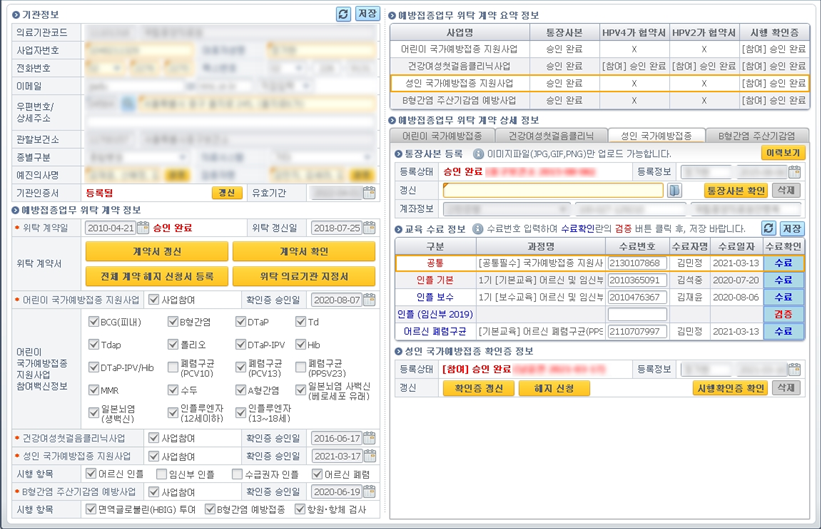 기관정보
저장
의료기관코드
사업자번호
전화번호
이메일
우편번호/
상세주소
관할보건소
종별구분
예진의사명
기관인증서 등록됨 갱신 유효기간
예방접종업무 위탁 계약 정보
위탁 계약일 2010-04-21 승인 완료 위탁 갱신일 2018-07-25
위탁 계약서
계약서 갱신 계약서 확인
전체 계약 해지 신청서 등록 위탁 의료기관 지정서
어린이 국가예방접종 지원사업 사업참여 확인증 승인일 2020-08-07
어린이
국가예방접종
지원사업
참여백신정보
BCG(피내) B형간염 DTaP Td
Tdap 폴리오 DTaP-IPV Hib
DTaP-IPV/Hib 폐렴구균
(PCV10) 폐렴구균
(PCV13) 폐렴구균
(PPSV23)
MMR 수두 A형간염 일본뇌염 사백신
(베로세포 유래)
일본뇌염
(생백신) 인플루엔자
(12세이하) 인플루엔자
(13~18세)
건강여성첫걸음클리닉사업 사업참여 확인증 승인일 2016-06-17
성인 국가예방접종 지원사업 사업참여 확인증 승인일 2021-03-17
시행 항목 어르신 인플 임신부 인플 수급권자 인플 어르신 폐렴
B형간염 주산기감염 예방사업 사업참여 확인증 승인일 2020-06-19
시행 항목 면역글로불린(HBIG) 투여 B형간염 예방접종 항원·항체 검사
예방접종업무 위탁 계약 요약 정보
사업명 통장사본 HPV4가 협약서 HPV2가 협약서 시행 확인증
어린이 국가예방접종 지원사업 승인 완료 X X [참여] 승인 완료
건강여성첫걸음클리닉사업 승인 완료 [참여] 승인 완료 [참여] 승인 완료 [참여] 승인 완료
성인 국가예방접종 지원사업 승인 완료 X X [참여] 승인 완료
B형간염 주산기감염 예방사업 승인 완료 X X [참여] 승인 완료
예방접종업무 위탁 계약 상세 정보
어린이 국가예방접종 건강여성첫걸음클리닉 성인 국가예방접종 B형간염 주산기감염
통장사본 등록 이미지파일(JPG,GIF,PNG)만 업로드 가능합니다. 이력보기
등록상태 승인 완료 등록정보
갱신 통장사본 확인 삭제
계좌정보
교육 수료 정보 수료번호 입력하여 수료확인란의 검증 버튼 클릭 후, 저장 바랍니다. 저장
구분 과정명 수료번호 수료자명 수료일자 수료확인
공통 [공통필수] 국가예방접종 지원사 2130107868 김민정 2021-03-13 수료
인플 기본 1기 [기본교육] 어르신 및 임신부 2010365091 김석중 2020-07-20 수료
인플 보수 1기 [보수교육] 어르신 및 임신부 2010476367 김재윤 2020-08-06 수료
인플 (임신부 2019) 검증
어르신 폐렴구균 [기본교육] 어르신 폐렴구균(PPS 2110707997 김민정 2021-03-13 수료
성인 국가예방접종 확인증 정보
등록상태 [참여] 승인 완료 등록정보
갱신 확인증 갱신 해지 신청 시행확인증 확인 삭제